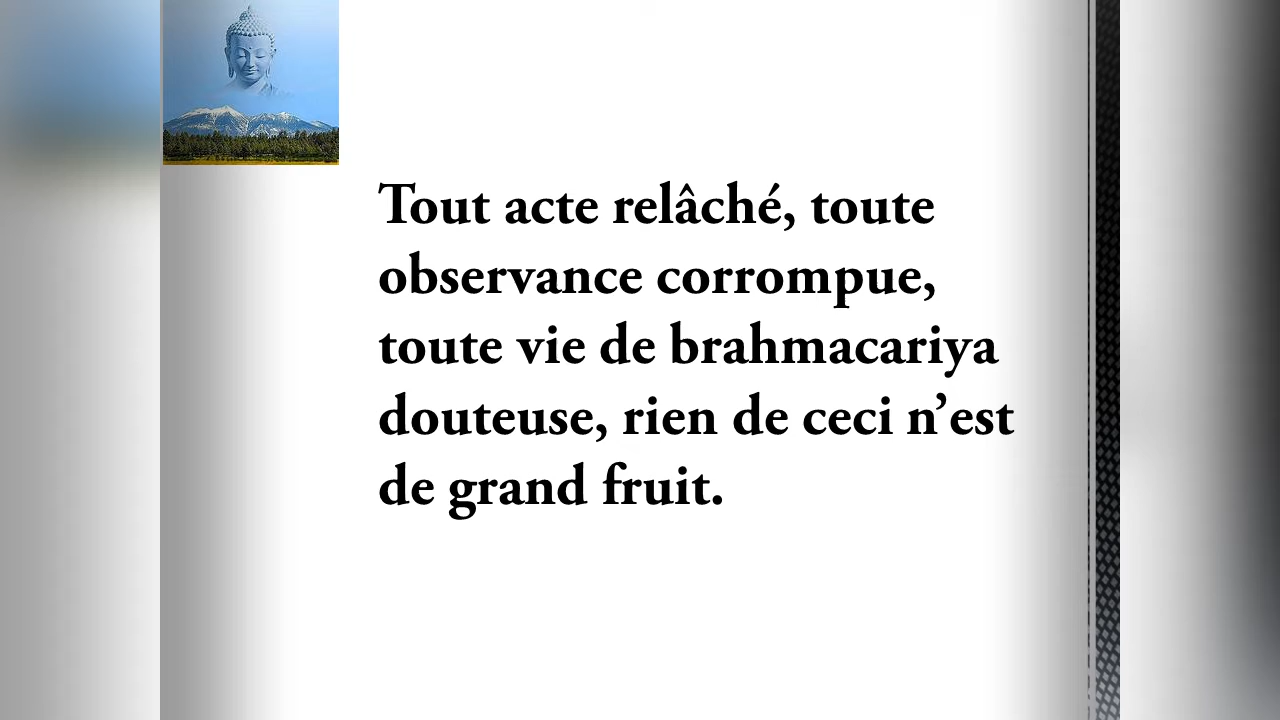 Tout acte relâché, toute
observance corrompue,
toute vie de brahmacariya
douteuse, rien de ceci n’est
de grand fruit.